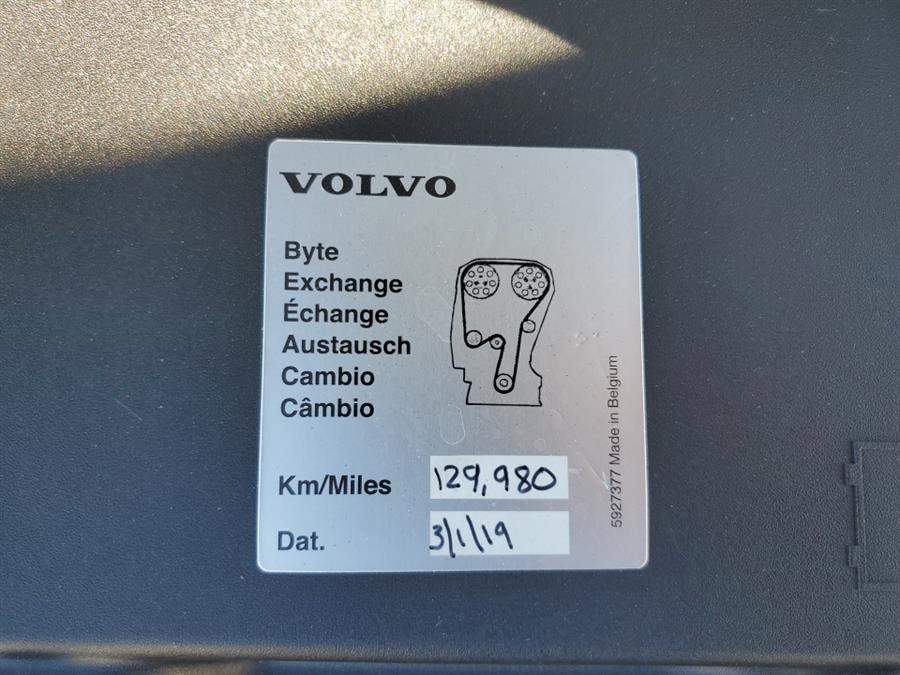 VOLVO
Byte
Exchange
Échange
Austausch
Cambio
Câmbio
Km/Miles 129,980
Dat. 3/1/19
5927377 Made in Belgium